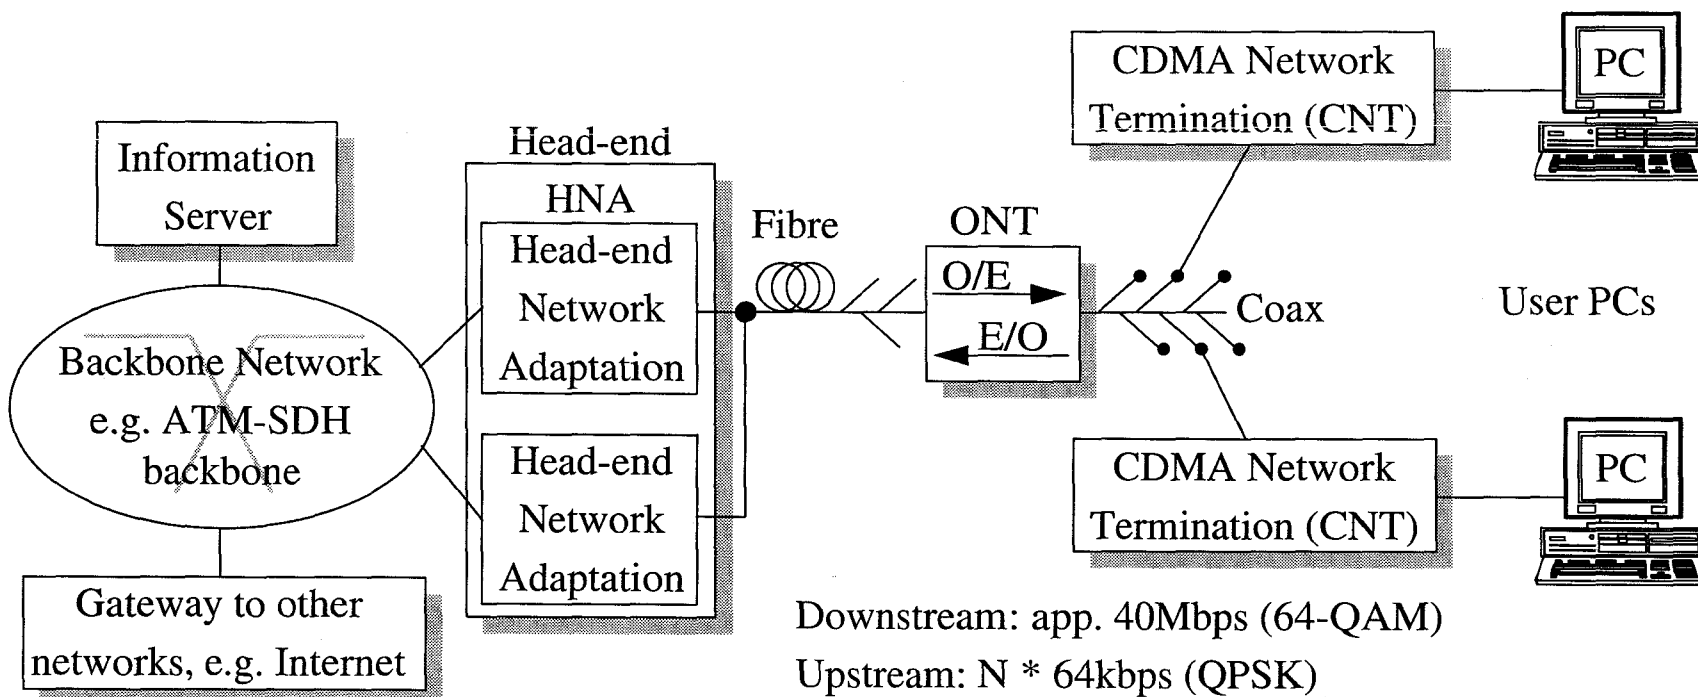 Information
Server
Backbone Network
e.g. ATM-SDH
backbone
Gateway to other
networks, e.g. Internet
Head-end
HNA
Head-end
Network
Adaptation
Head-end
Network
Adaptation
Fibre
ONT
O/E
E/O
Coax
CDMA Network
Termination (CNT)
PC
User PCs
CDMA Network
Termination (CNT)
PC
Downstream: app. 40Mbps (64-QAM)
Upstream: N * 64kbps (QPSK)